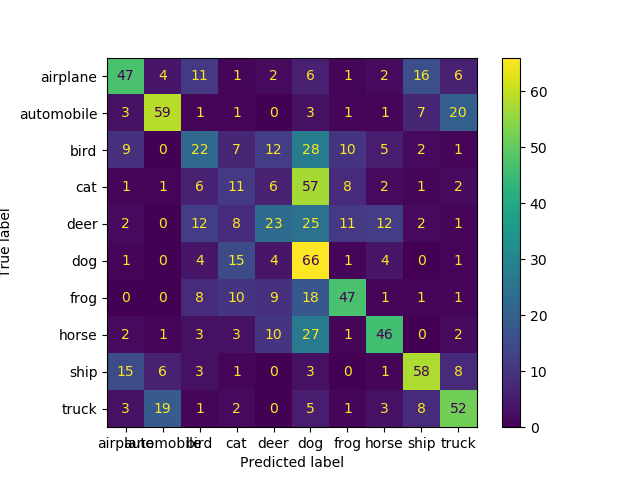 airplane 47 4 11 1 2 6 1 2 16 6
automobile 3 59 1 1 0 3 1 1 7 20
bird 9 0 22 7 12 28 10 5 2 1
cat 1 1 6 11 6 57 8 2 1 2
deer 2 0 12 8 23 25 11 12 2 1
dog 1 0 4 15 4 66 1 4 0 1
frog 0 0 8 10 9 18 47 1 1 1
horse 2 1 3 3 10 27 1 46 0 2
ship 15 6 3 1 0 3 0 1 58 8
truck 3 19 1 2 0 5 1 3 8 52
airplane automobile bird cat deer dog frog horse ship truck
Predicted label
True label
60
50
40
30
20
10
0